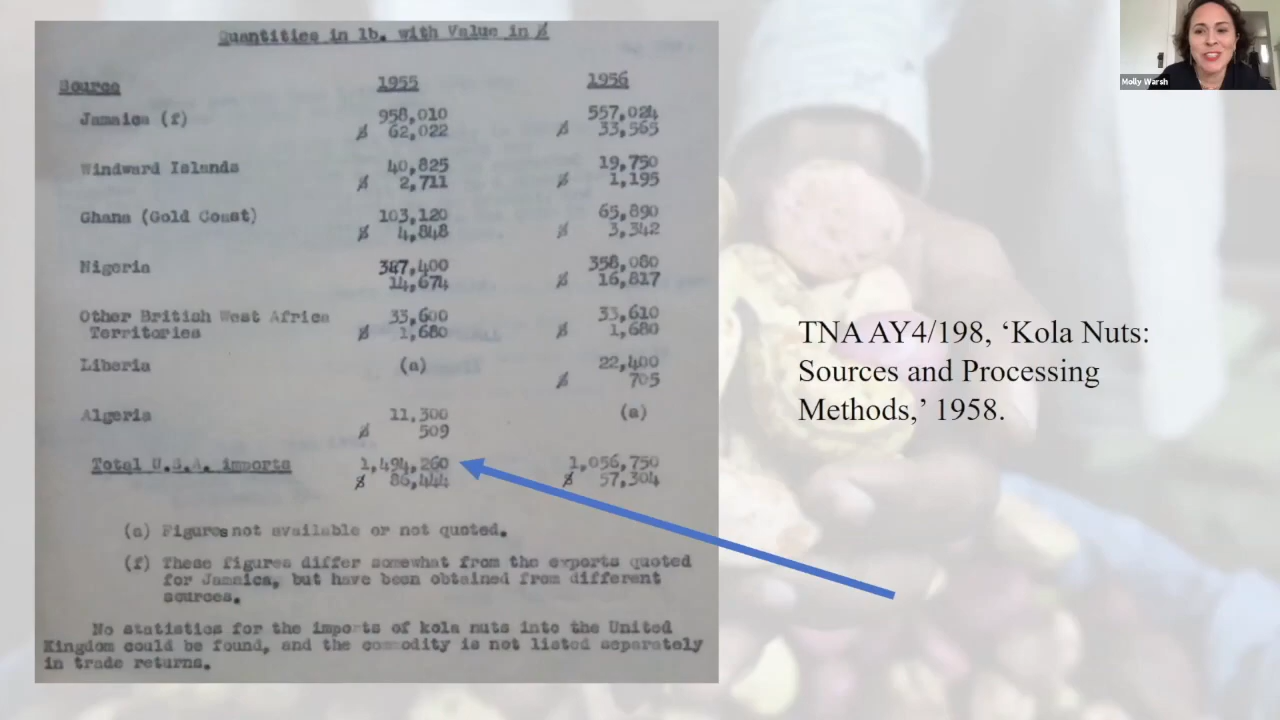 Quantities in lb. with Value in $
Source 1955 1956
Jamaica (f) 958,010 557,024
$ 62,022 $ 33,565
Windward Islands 40,825 19,750
$ 2,711 $ 1,195
Ghana (Gold Coast) 103,120 65,890
$ 4,848 $ 3,342
Nigeria 347,400 358,080
14,674 $ 16,817
Other British West Africa 33,600 33,610
Territories $ 1,680 $ 1,680
Liberia (a) 22,400
$ 705
Algeria 11,300 (a)
$ 509
Total U.S.A. imports 1,494,260 1,056,750
$ 86,444 $ 57,304
(a) Figures not available or not quoted.
(f) These figures differ somewhat from the exports quoted
for Jamaica, but have been obtained from different
sources.
No statistics for the imports of kola nuts into the United
Kingdom could be found, and the commodity is not listed separately
in trade returns.
TNA AY4/198, ‘Kola Nuts:
Sources and Processing
Methods,’ 1958.
Molly Warsh